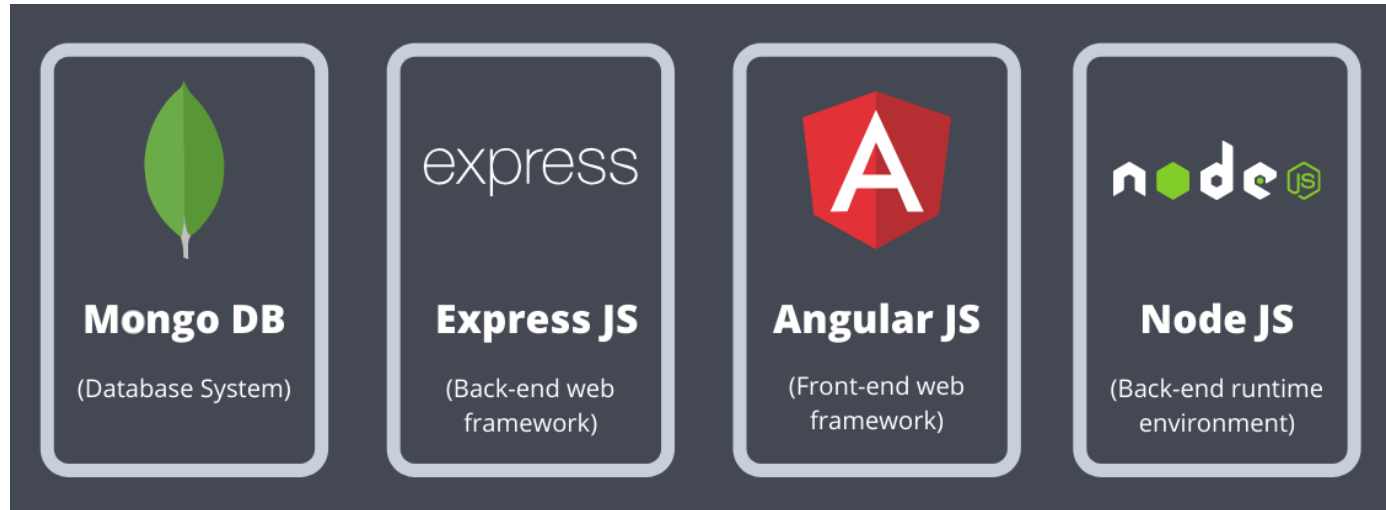 express
A
node JS
Mongo DB
Express JS
Angular JS
Node JS
(Database System)
(Back-end web
framework)
(Front-end web
framework)
(Back-end runtime
environment)